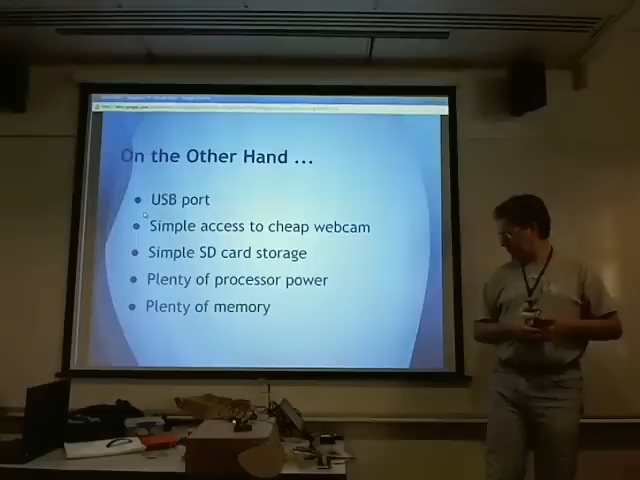 On the Other Hand ...
USB port
Simple access to cheap webcam
Simple SD card storage
Plenty of processor power
Plenty of memory